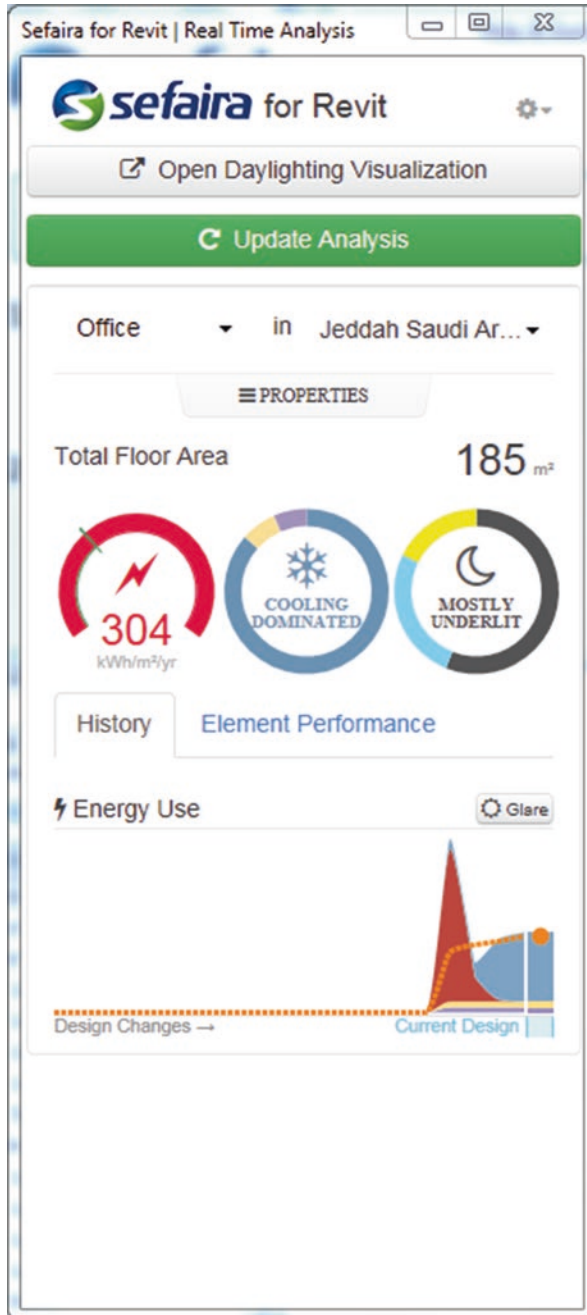 Sefaira for Revit | Real Time Analysis
sefaira for Revit
Open Daylighting Visualization
Update Analysis
Office in Jeddah Saudi Ar...
PROPERTIES
Total Floor Area 185 m²
304
kWh/m²/yr
COOLING
DOMINATED
MOSTLY
UNDERLIT
History Element Performance
Energy Use Glare
Design Changes → Current Design